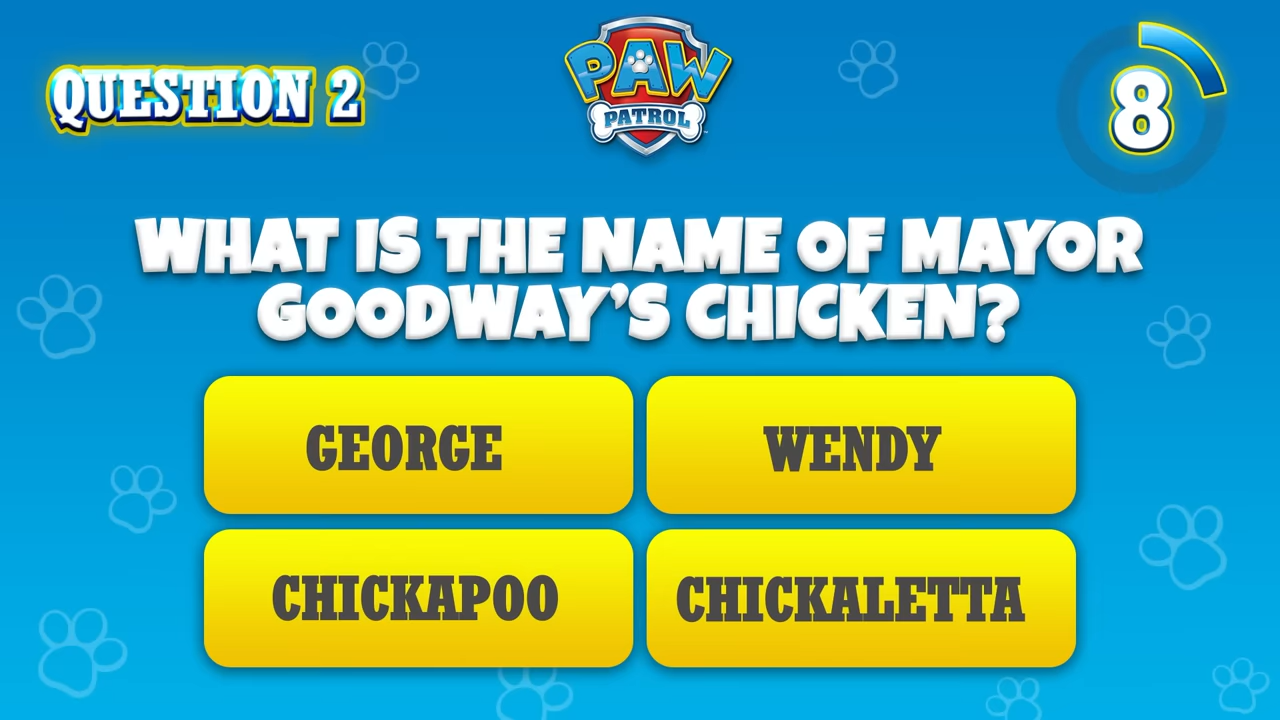 PAW
PATROL
QUESTION 2
8
WHAT IS THE NAME OF MAYOR
GOODWAY'S CHICKEN?
GEORGE
WENDY
CHICKAPOO
CHICKALETTA